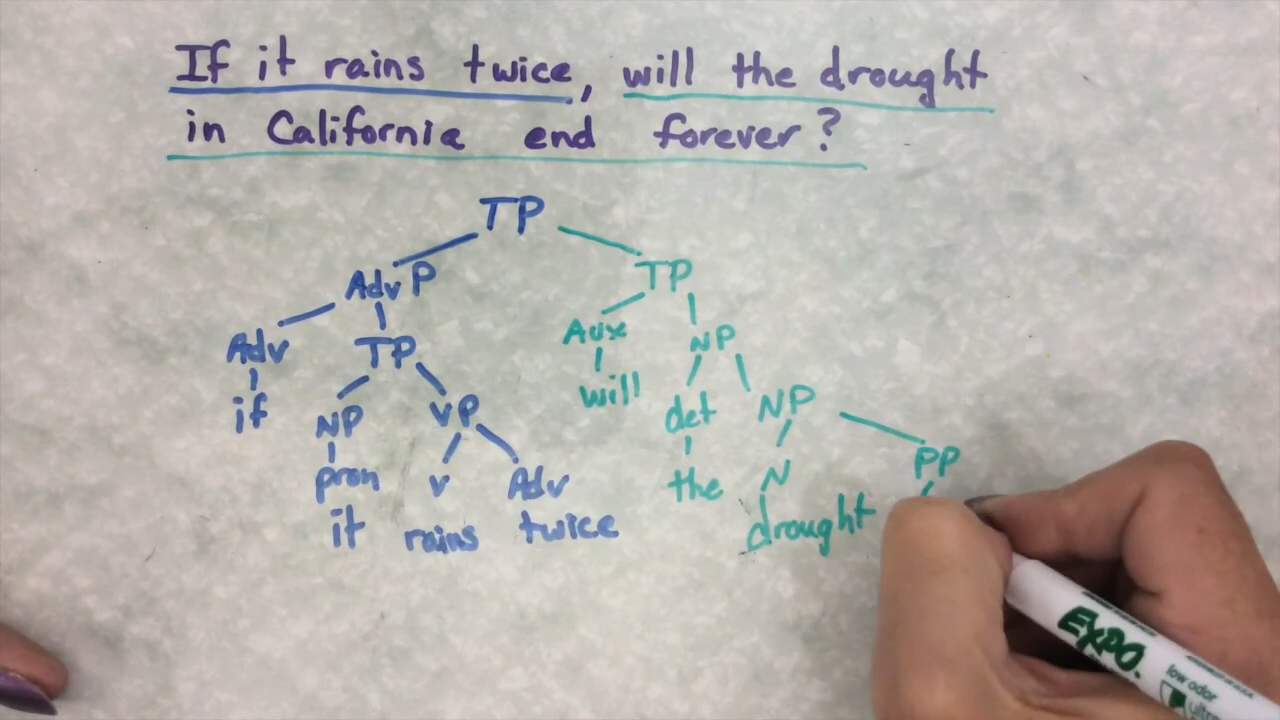 If it rains twice, will the drought
in California end forever?
TP
AdvP TP
Adv TP Aux NP
if NP VP will det NP
pron v Adv the N PP
it rains twice drought
EXPO.
low odor